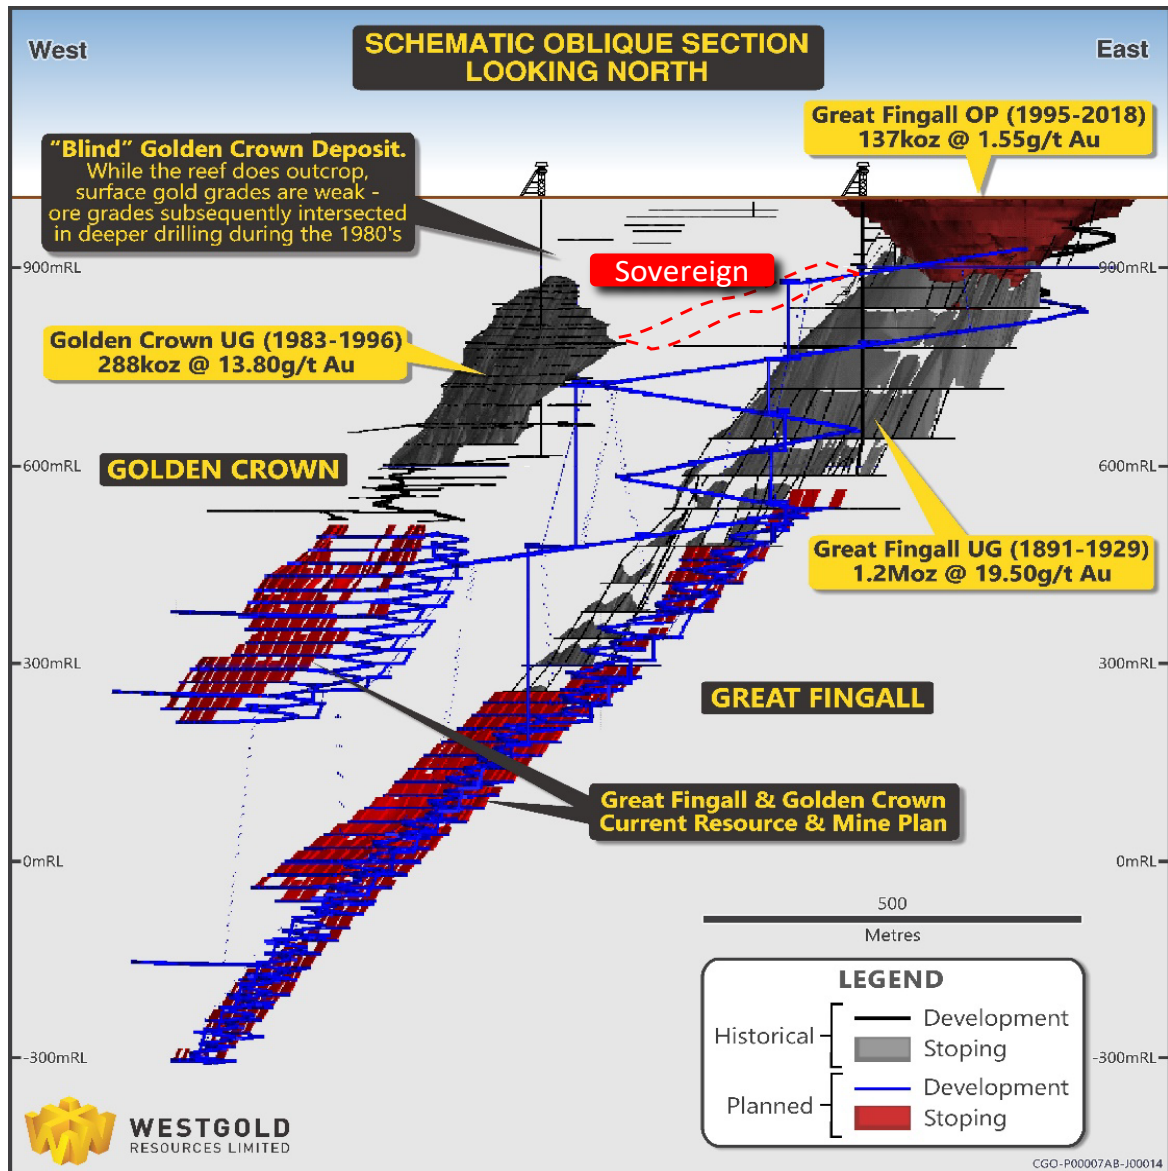 West
SCHEMATIC OBLIQUE SECTION
LOOKING NORTH
East
Great Fingall OP (1995-2018)
137koz @ 1.55g/t Au
“Blind” Golden Crown Deposit.
While the reef does outcrop,
surface gold grades are weak -
ore grades subsequently intersected
in deeper drilling during the 1980's
900mRL
Sovereign
900mRL
Golden Crown UG (1983-1996)
288koz @ 13.80g/t Au
GOLDEN CROWN
600mRL
600mRL
Great Fingall UG (1891-1929)
1.2Moz @ 19.50g/t Au
300mRL
300mRL
GREAT FINGALL
Great Fingall & Golden Crown
Current Resource & Mine Plan
0mRL
0mRL
500
Metres
LEGEND
Historical
Development
Stoping
Planned
Development
Stoping
-300mRL
-300mRL
WESTGOLD
RESOURCES LIMITED
CGO-P00007AB-J00014